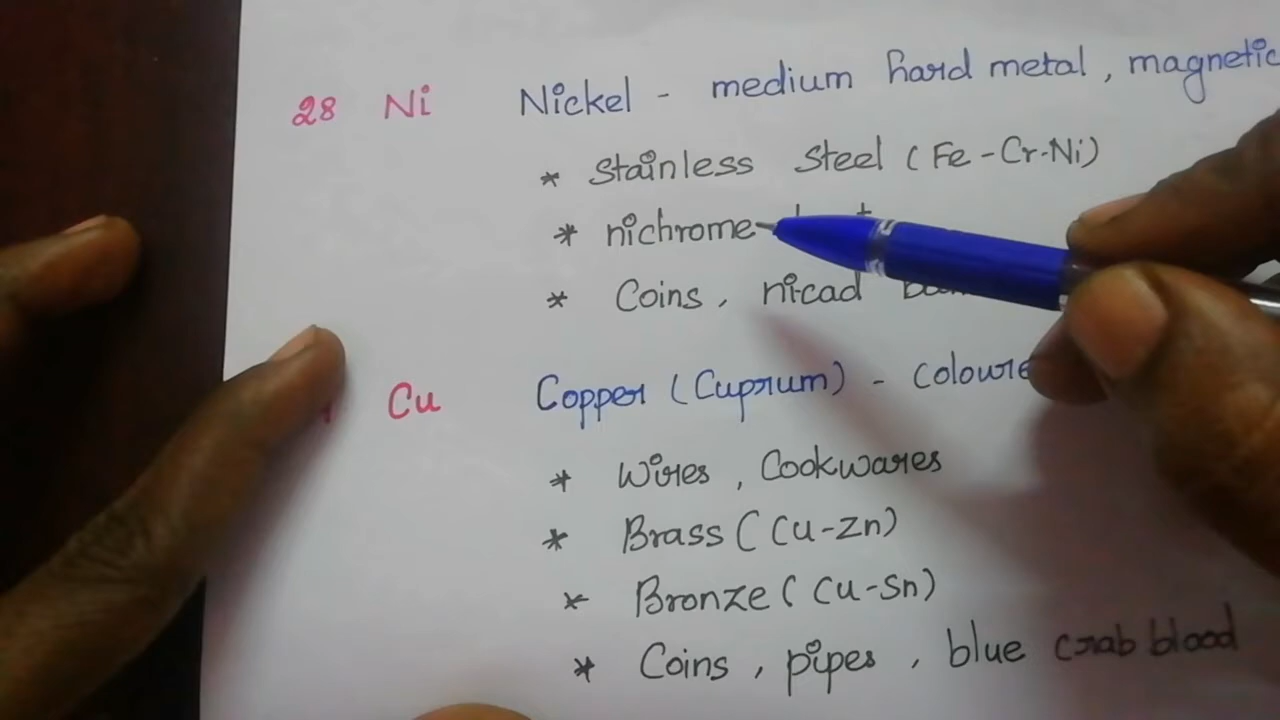 28 Ni Nickel - medium hard metal, magnetic
* Stainless Steel (Fe-Cr-Ni)
* nichrome
* Coins, nicad
Cu Copper (Cuprum) - Coloure
* Wires, Cookwares
* Brass (Cu-Zn)
* Bronze (Cu-Sn)
* Coins, pipes, blue crab blood